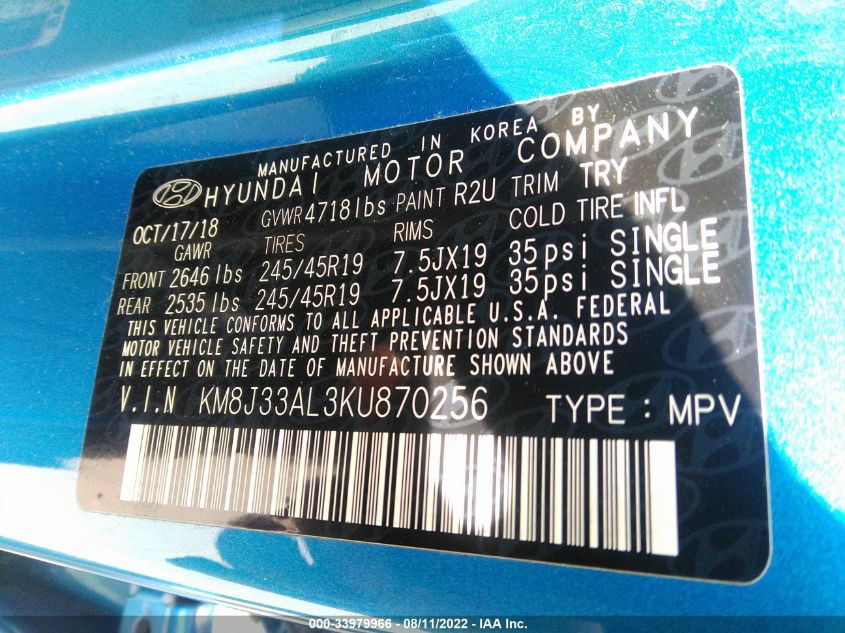 MANUFACTURED IN KOREA BY
HYUNDAI MOTOR COMPANY
OCT/17/18 GVWR 4718lbs PAINT R2U TRIM TRY
GAWR TIRES RIMS COLD TIRE INFL
FRONT 2646 lbs 245/45R19 7.5JX19 35psi SINGLE
REAR 2535 lbs 245/45R19 7.5JX19 35psi SINGLE
THIS VEHICLE CONFORMS TO ALL APPLICABLE U.S.A. FEDERAL
MOTOR VEHICLE SAFETY AND THEFT PREVENTION STANDARDS
IN EFFECT ON THE DATE OF MANUFACTURE SHOWN ABOVE
V.I.N KM8J33AL3KU870256 TYPE : MPV
000-33979966 - 08/11/2022 - IAA Inc.